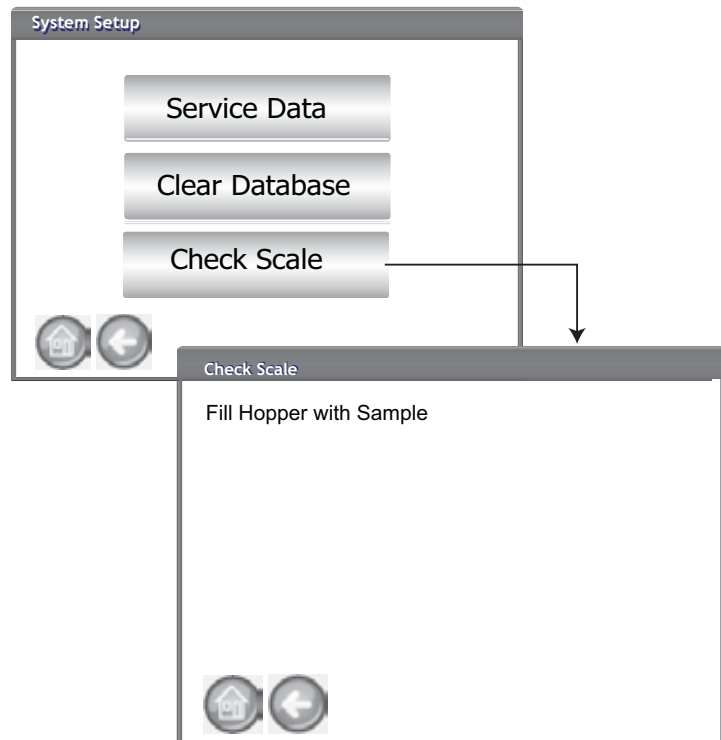 System Setup
Service Data
Clear Database
Check Scale
Check Scale
Fill Hopper with Sample